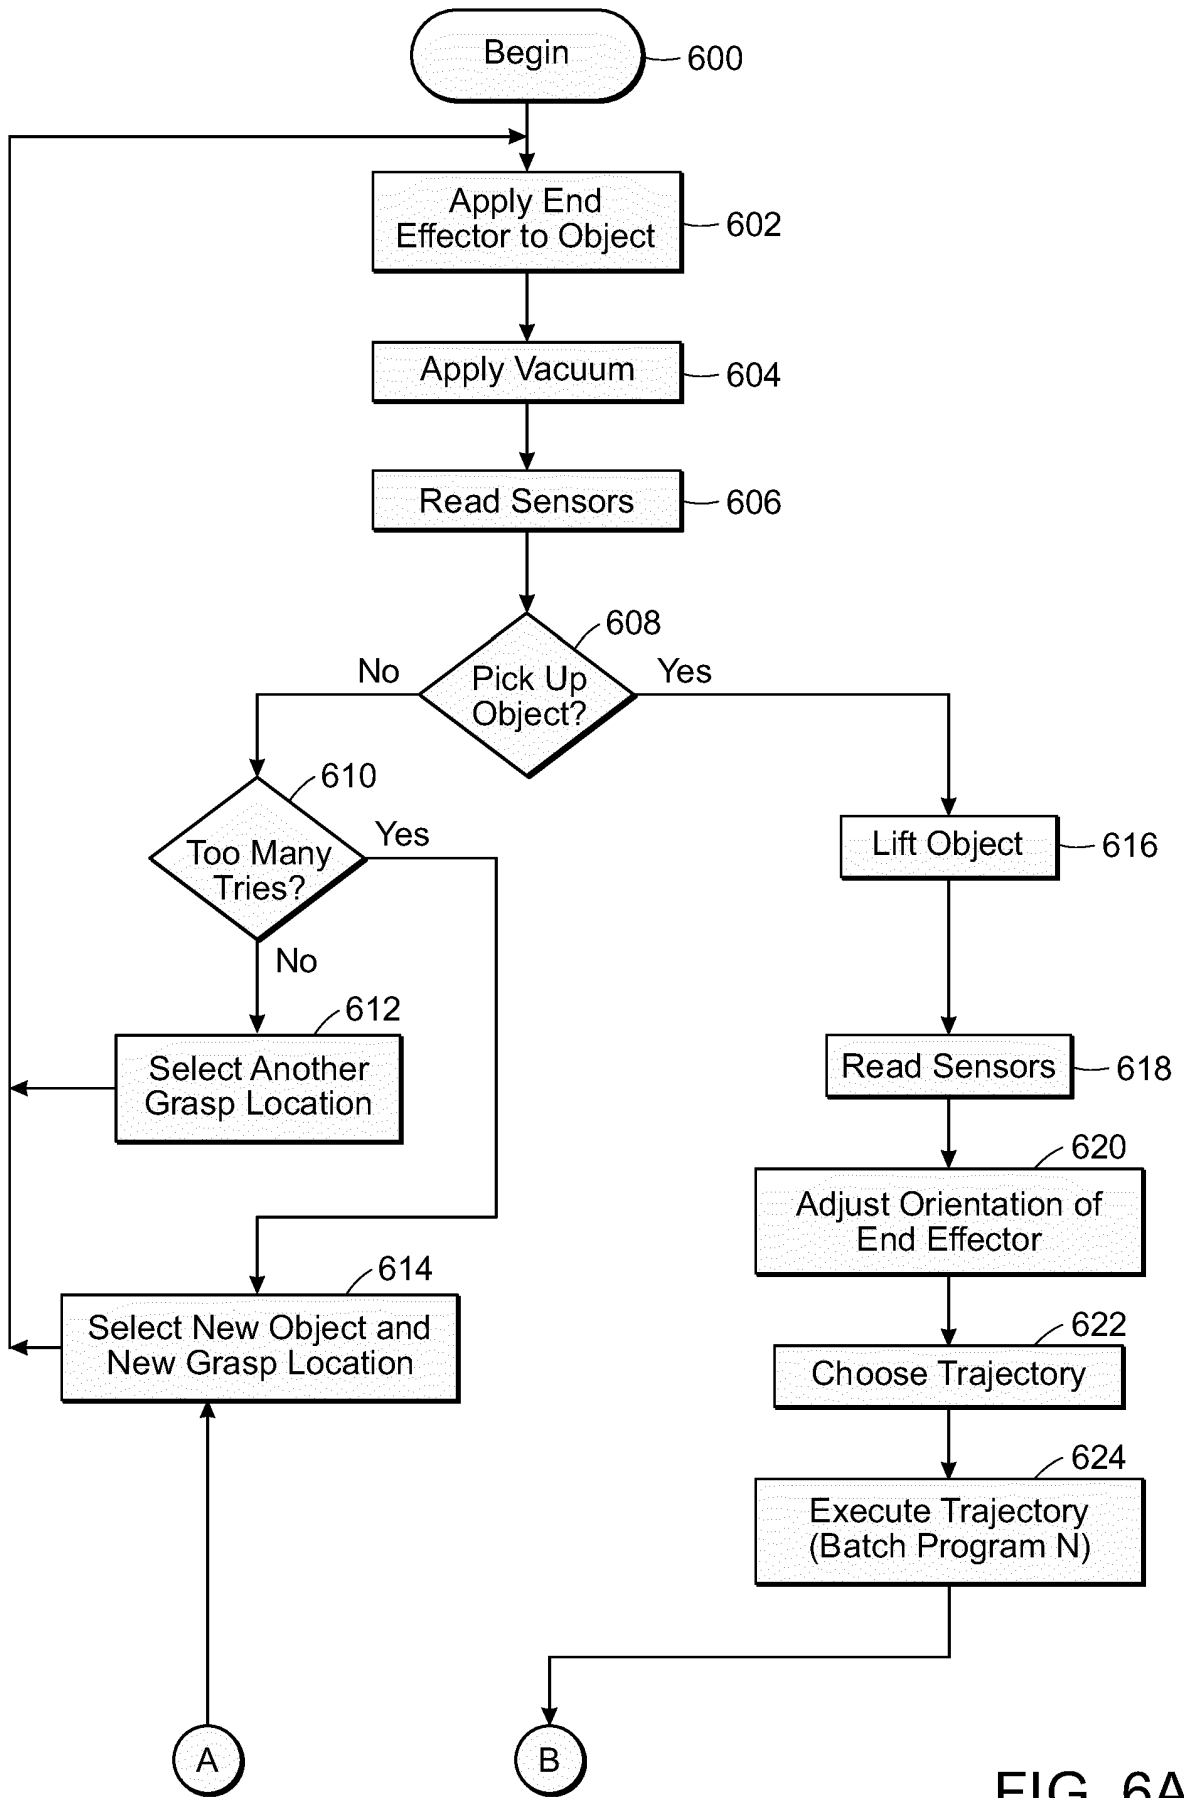 Begin
600
Apply End
Effector to Object
602
Apply Vacuum
604
Read Sensors
606
608
Pick Up
Object?
No
Yes
610
Too Many
Tries?
Yes
No
Lift Object
616
612
Select Another
Grasp Location
Read Sensors
618
620
Adjust Orientation of
End Effector
614
Select New Object and
New Grasp Location
622
Choose Trajectory
624
Execute Trajectory
(Batch Program N)
A
B
FIG. 6A